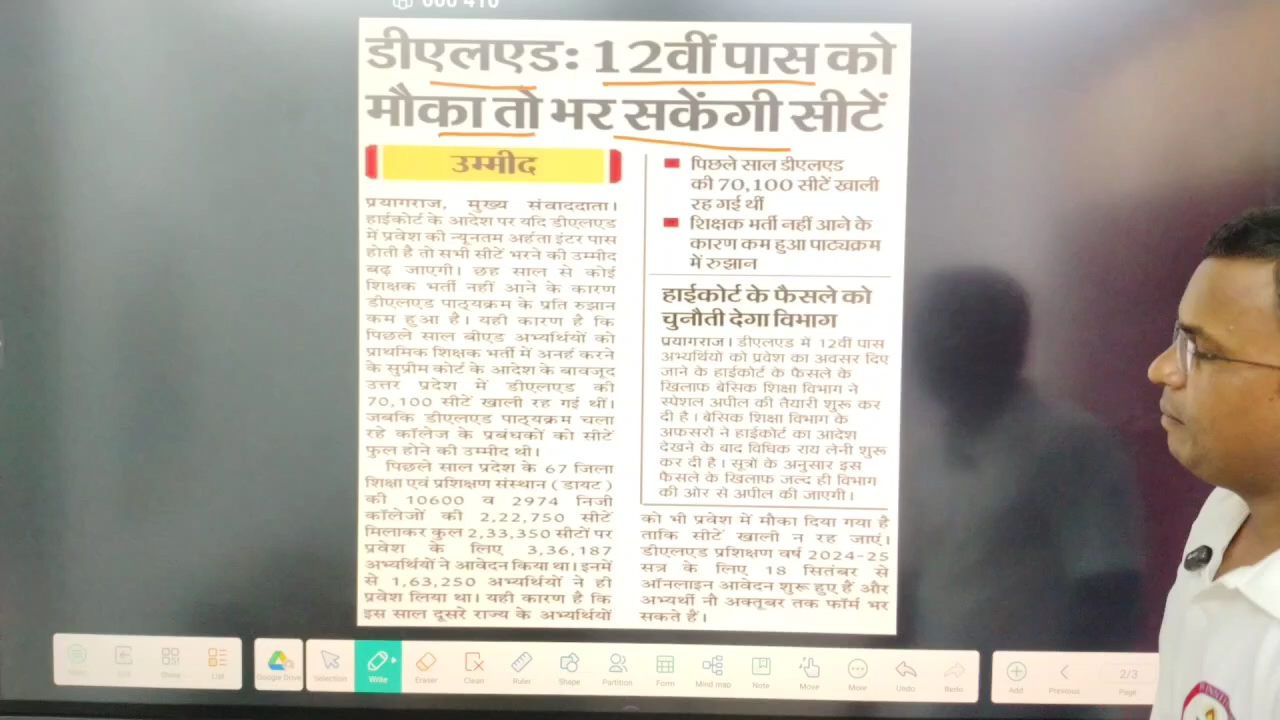 डीएलएड: 12वीं पास को
मौका तो भर सकेंगी सीटें
उम्मीद
प्रयागराज, मुख्य संवाददाता।
हाईकोर्ट के आदेश पर यदि डीएलएड
में प्रवेश की न्यूनतम अर्हता इंटर पास
होती है तो सभी सीटें भरने की उम्मीद
बढ़ जाएगी। छह साल से कोई
शिक्षक भर्ती नहीं आने के कारण
डीएलएड पाठ्यक्रम के प्रति रुझान
कम हुआ है। यही कारण है कि
पिछले साल बीएड अभ्यर्थियों को
प्राथमिक शिक्षक भर्ती में अनर्ह करने
के सुप्रीम कोर्ट के आदेश के बावजूद
उत्तर प्रदेश में डीएलएड की
70,100 सीटें खाली रह गई थीं।
जबकि डीएलएड पाठ्यक्रम चला
रहे कॉलेज के प्रबंधकों को सीटें
फुल होने की उम्मीद थी।
पिछले साल प्रदेश के 67 जिला
शिक्षा एवं प्रशिक्षण संस्थान (डायट)
की 10600 व 2974 निजी
कॉलेजों की 2,22,750 सीटें
मिलाकर कुल 2,33,350 सीटों पर
प्रवेश के लिए 3,36,187
अभ्यर्थियों ने आवेदन किया था। इनमें
से 1,63,250 अभ्यर्थियों ने ही
प्रवेश लिया था। यही कारण है कि
इस साल दूसरे राज्य के अभ्यर्थियों
पिछले साल डीएलएड
की 70,100 सीटें खाली
रह गई थीं
शिक्षक भर्ती नहीं आने के
कारण कम हुआ पाठ्यक्रम
में रुझान
हाईकोर्ट के फैसले को
चुनौती देगा विभाग
प्रयागराज। डीएलएड में 12वीं पास
अभ्यर्थियों को प्रवेश का अवसर दिए
जाने के हाईकोर्ट के फैसले के
खिलाफ बेसिक शिक्षा विभाग ने
स्पेशल अपील की तैयारी शुरू कर
दी है। बेसिक शिक्षा विभाग के
अफसरों ने हाईकोर्ट का आदेश
देखने के बाद विधिक राय लेनी शुरू
कर दी है। सूत्रों के अनुसार इस
फैसले के खिलाफ जल्द ही विभाग
की ओर से अपील की जाएगी।
को भी प्रवेश में मौका दिया गया है
ताकि सीटें खाली न रह जाएं।
डीएलएड प्रशिक्षण वर्ष 2024-25
सत्र के लिए 18 सितंबर से
ऑनलाइन आवेदन शुरू हुए हैं और
अभ्यर्थी नौ अक्तूबर तक फॉर्म भर
सकते हैं।
List Google Drive Selection Write Eraser Clean Ruler Shape Partition Form Mind map Note Move More Undo Redo Add Previous 2/3 Page